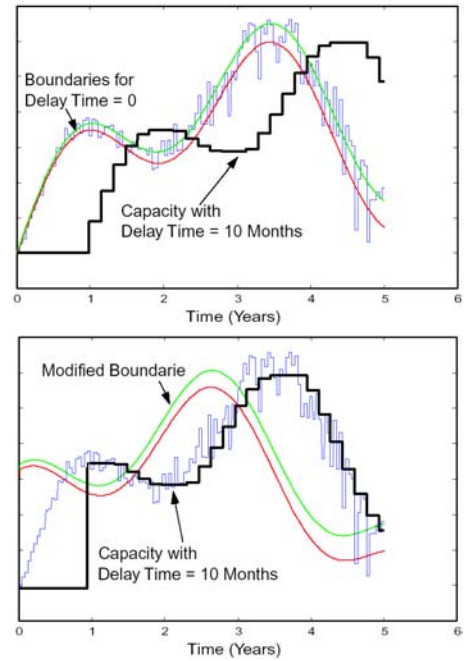 Boundaries for
Delay Time = 0
Capacity with
Delay Time = 10 Months
0 1 2 3 4 5 6
Time (Years)
Modified Boundarie
Capacity with
Delay Time = 10 Months
0 1 2 3 4 5 6
Time (Years)